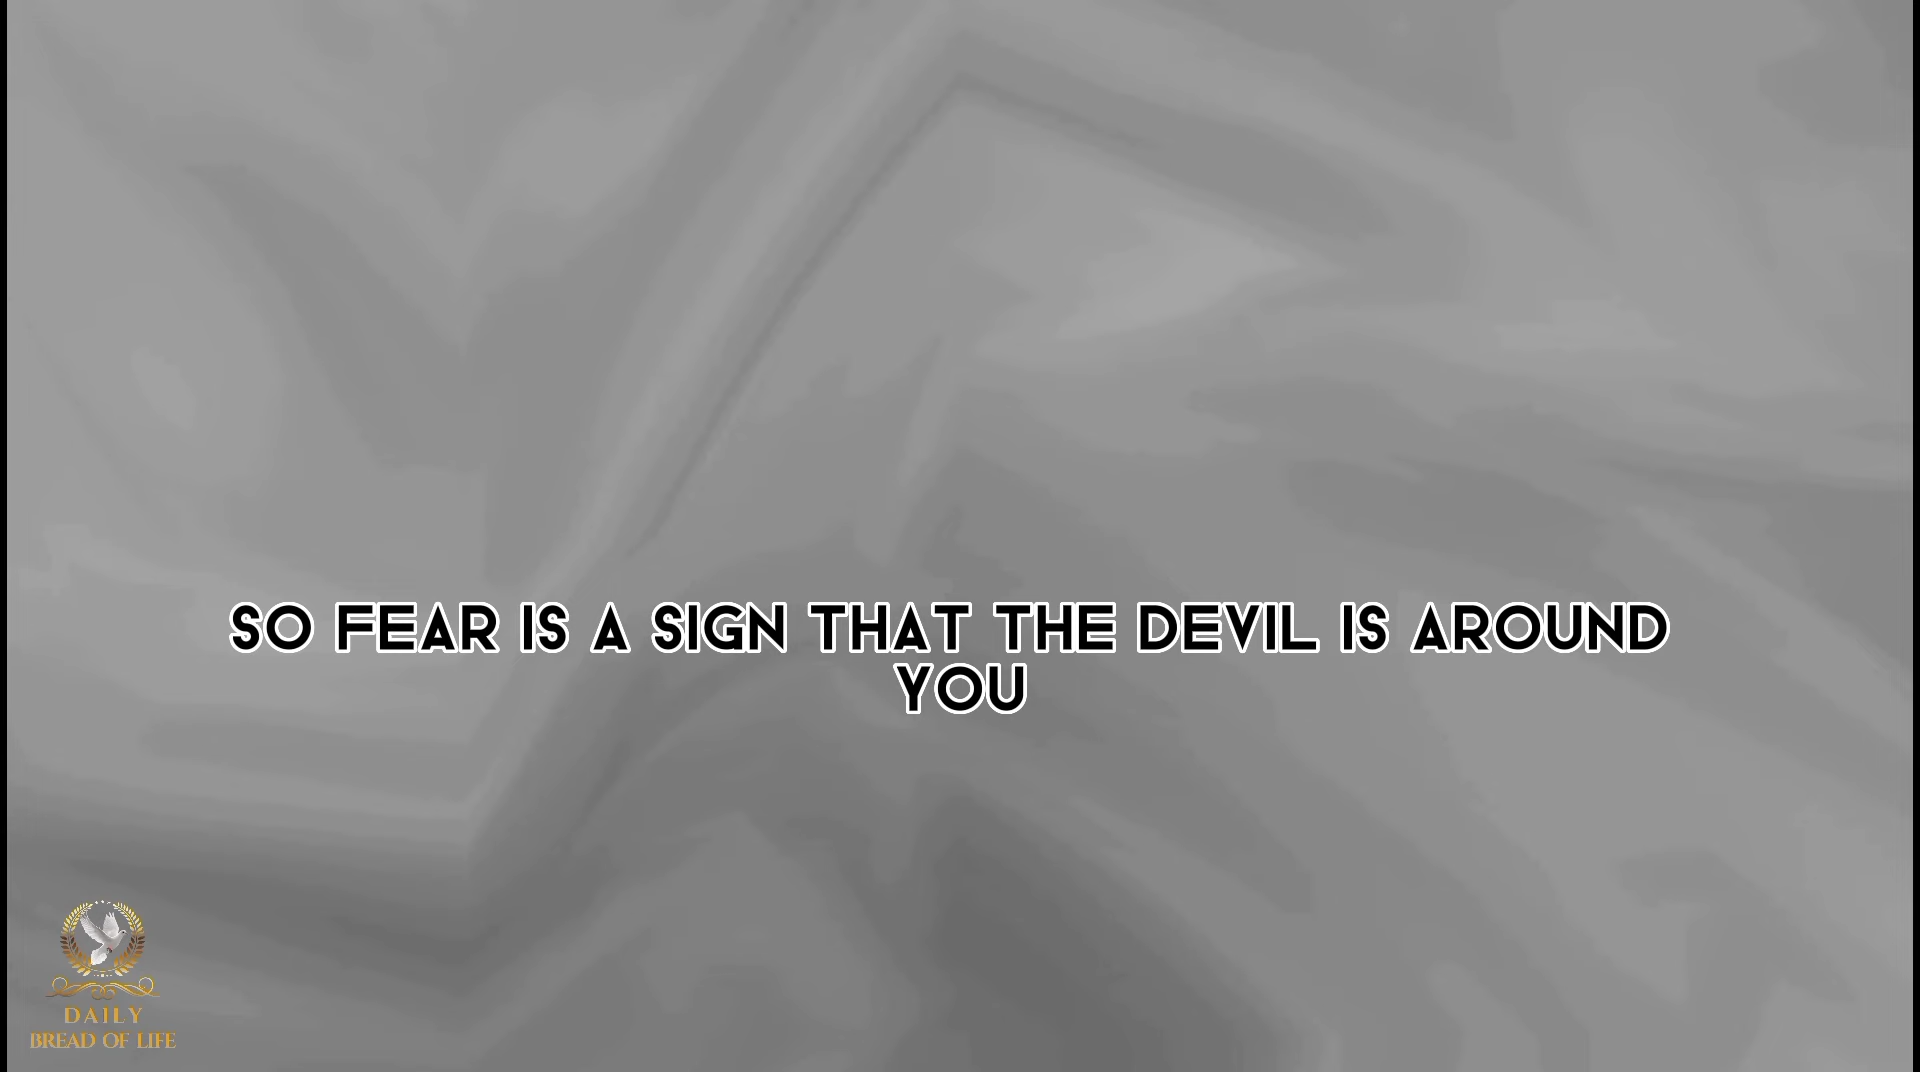 SO FEAR IS A SIGN THAT THE DEVIL IS AROUND
YOU
DAILY
BREAD OF LIFE